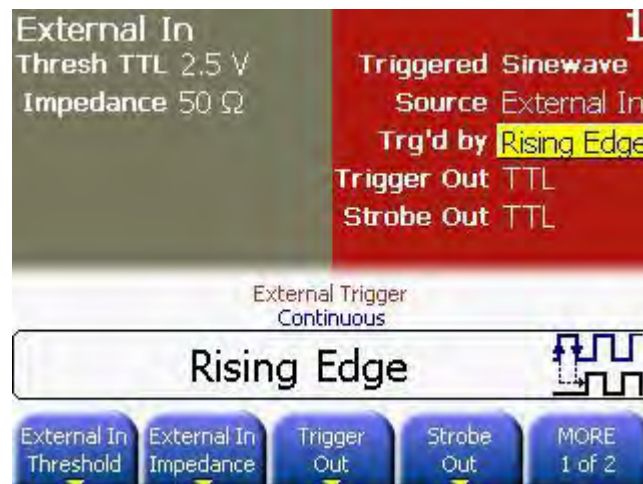 External In
Thresh TTL 2.5 V
Impedance 50 Ω
1
Triggered Sinewave
Source External In
Trg'd by Rising Edge
Trigger Out TTL
Strobe Out TTL
External Trigger
Continuous
Rising Edge
External In Threshold
External In Impedance
Trigger Out
Strobe Out
MORE 1 of 2